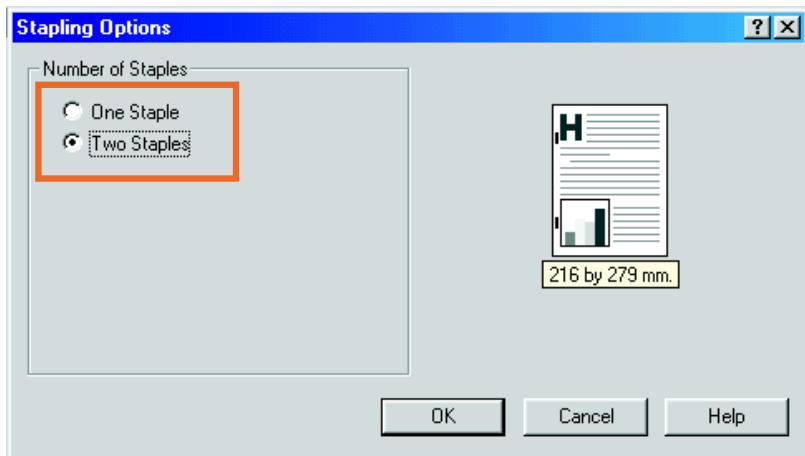 Stapling Options
Number of Staples
One Staple
Two Staples
H
216 by 279 mm.
OK
Cancel
Help